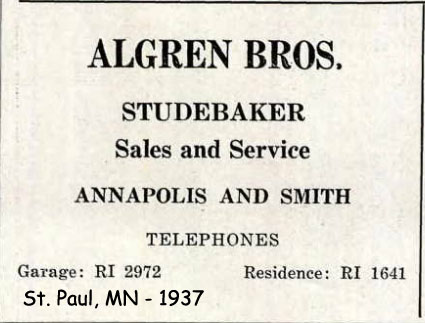 ALGREN BROS.
STUDEBAKER
Sales and Service
ANNAPOLIS AND SMITH
TELEPHONES
Garage: RI 2972 Residence: RI 1641
St. Paul, MN - 1937